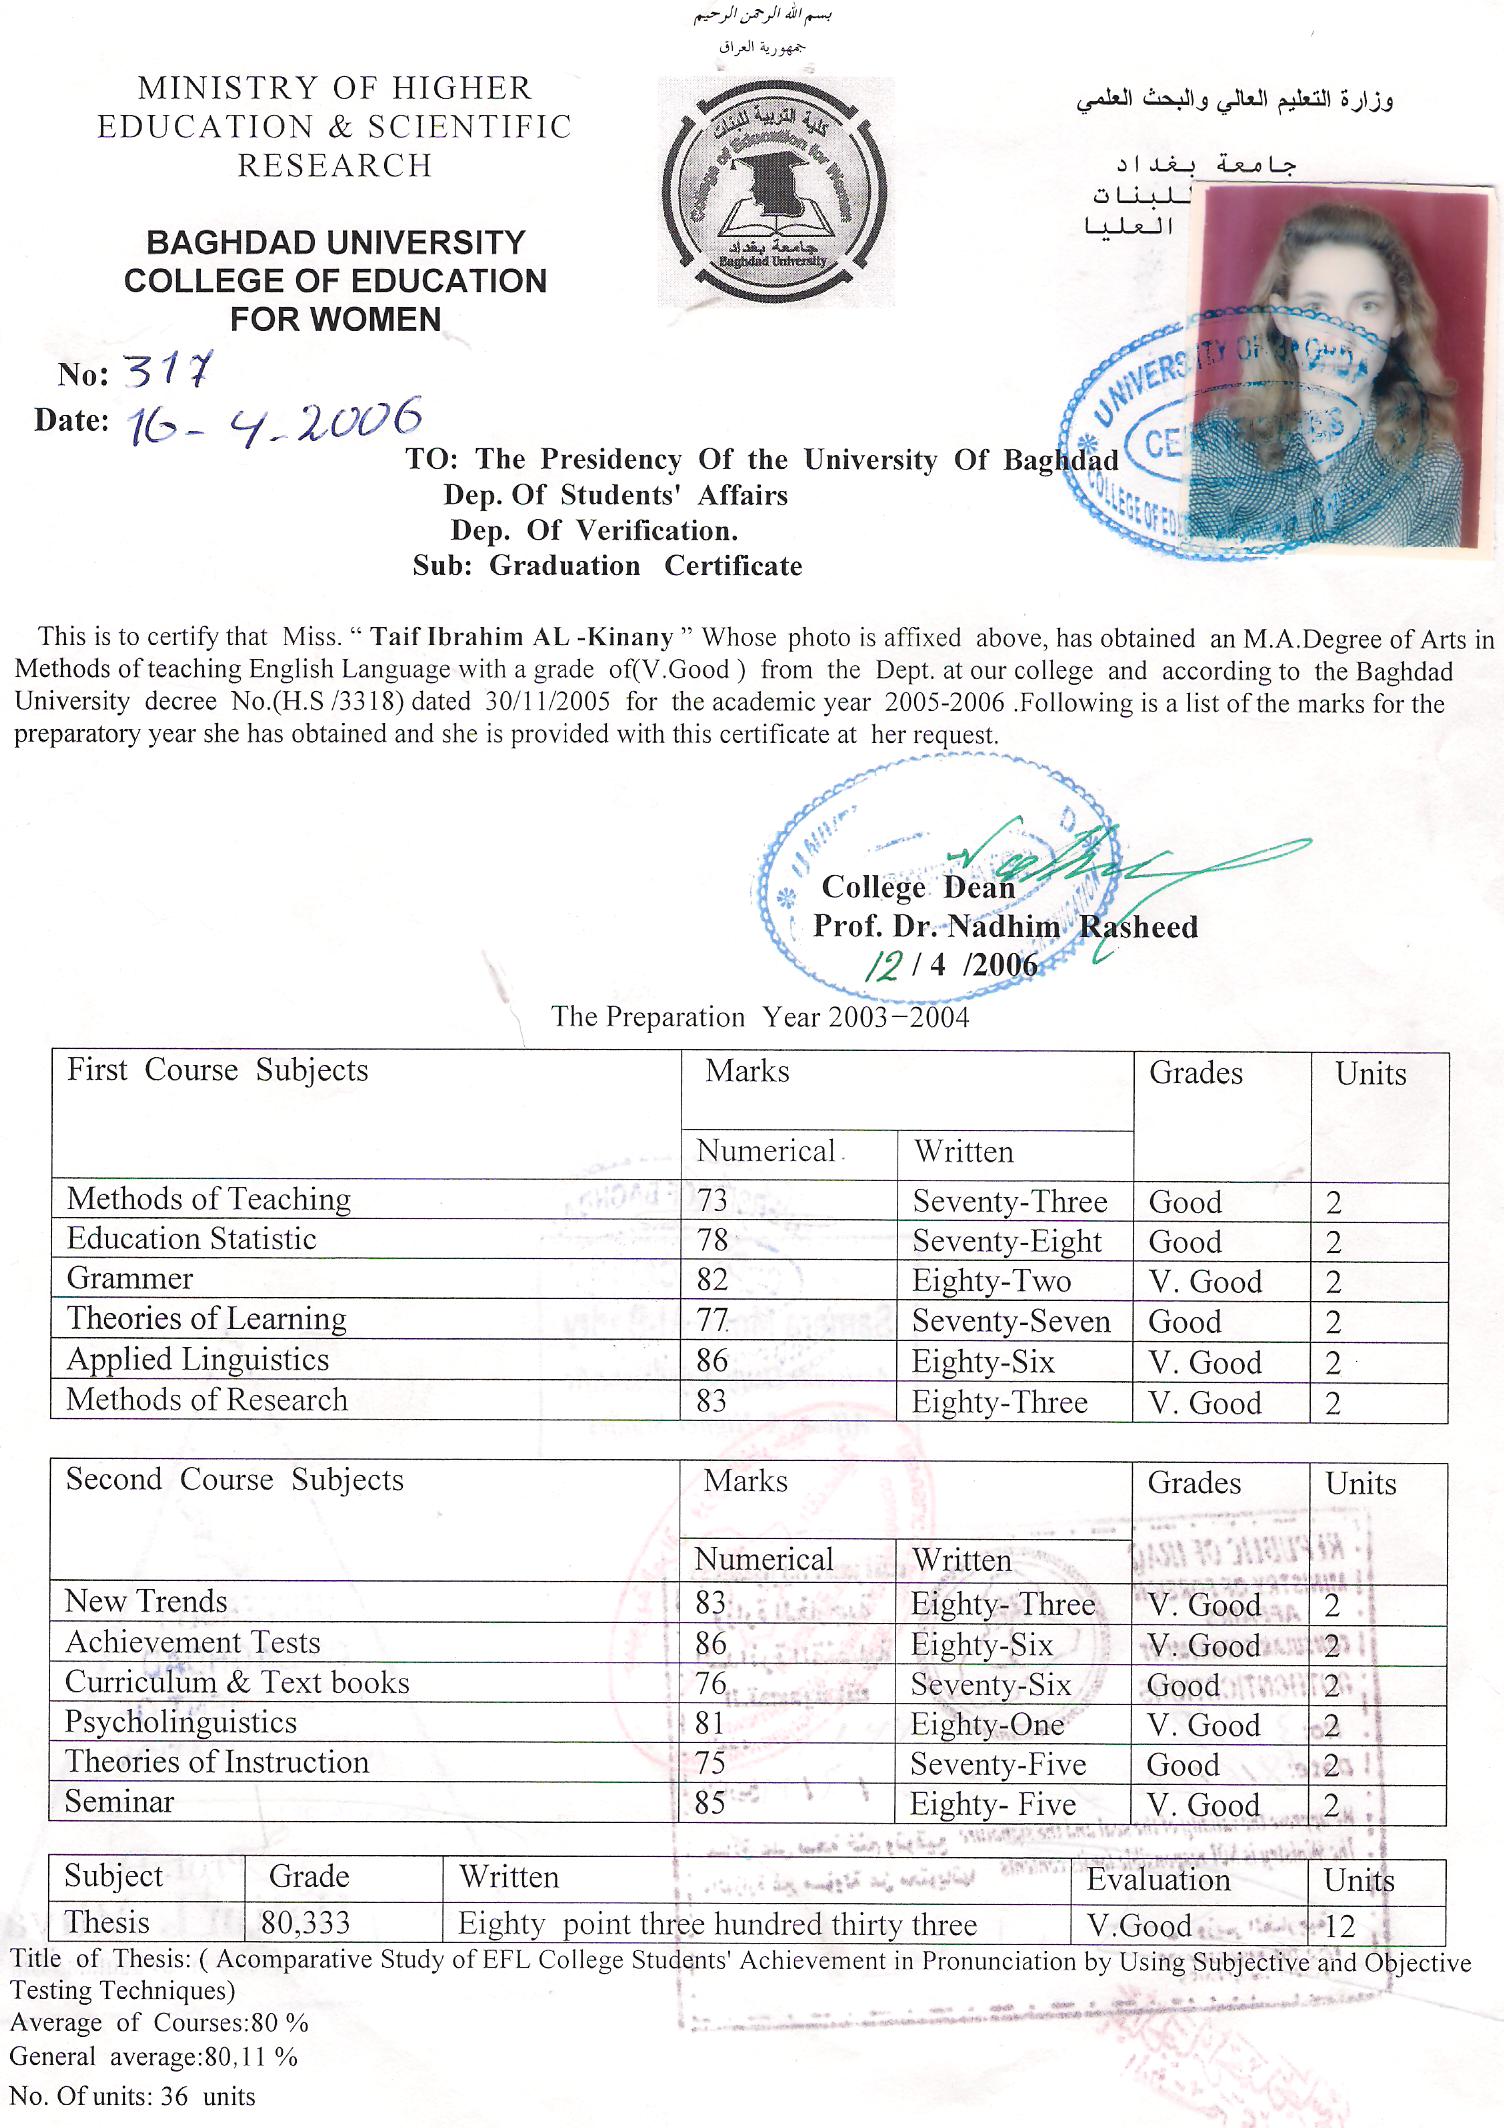 بسم الله الرحمن الرحيم
جمهورية العراق
MINISTRY OF HIGHER
EDUCATION & SCIENTIFIC
RESEARCH
BAGHDAD UNIVERSITY
COLLEGE OF EDUCATION
FOR WOMEN
كلية التربية للبنات
College of Education for Women
جامعة بغداد
Baghdad University
وزارة التعليم العالي والبحث العلمي
جامعة بغداد
للبنات
العليا
No: 317
Date: 16-4-2006
UNIVERSITY OF BAGHDA
COLLEGE OF
TO: The Presidency Of the University Of Baghdad
Dep. Of Students' Affairs
Dep. Of Verification.
Sub: Graduation Certificate
This is to certify that Miss. “ Taif Ibrahim AL -Kinany ” Whose photo is affixed above, has obtained an M.A.Degree of Arts in
Methods of teaching English Language with a grade of(V.Good ) from the Dept. at our college and according to the Baghdad
University decree No.(H.S /3318) dated 30/11/2005 for the academic year 2005-2006 .Following is a list of the marks for the
preparatory year she has obtained and she is provided with this certificate at her request.
College Dean
Prof. Dr. Nadhim Rasheed
12 / 4 /2006
The Preparation Year 2003–2004
First Course Subjects Marks Grades Units
Numerical Written
Methods of Teaching 73 Seventy-Three Good 2
Education Statistic 78 Seventy-Eight Good 2
Grammer 82 Eighty-Two V. Good 2
Theories of Learning 77 Seventy-Seven Good 2
Applied Linguistics 86 Eighty-Six V. Good 2
Methods of Research 83 Eighty-Three V. Good 2
Second Course Subjects Marks Grades Units
Numerical Written
New Trends 83 Eighty- Three V. Good 2
Achievement Tests 86 Eighty-Six V. Good 2
Curriculum & Text books 76 Seventy-Six Good 2
Psycholinguistics 81 Eighty-One V. Good 2
Theories of Instruction 75 Seventy-Five Good 2
Seminar 85 Eighty- Five V. Good 2
Subject Grade Written Evaluation Units
Thesis 80,333 Eighty point three hundred thirty three V.Good 12
Title of Thesis: ( Acomparative Study of EFL College Students' Achievement in Pronunciation by Using Subjective and Objective
Testing Techniques)
Average of Courses:80 %
General average:80,11 %
No. Of units: 36 units